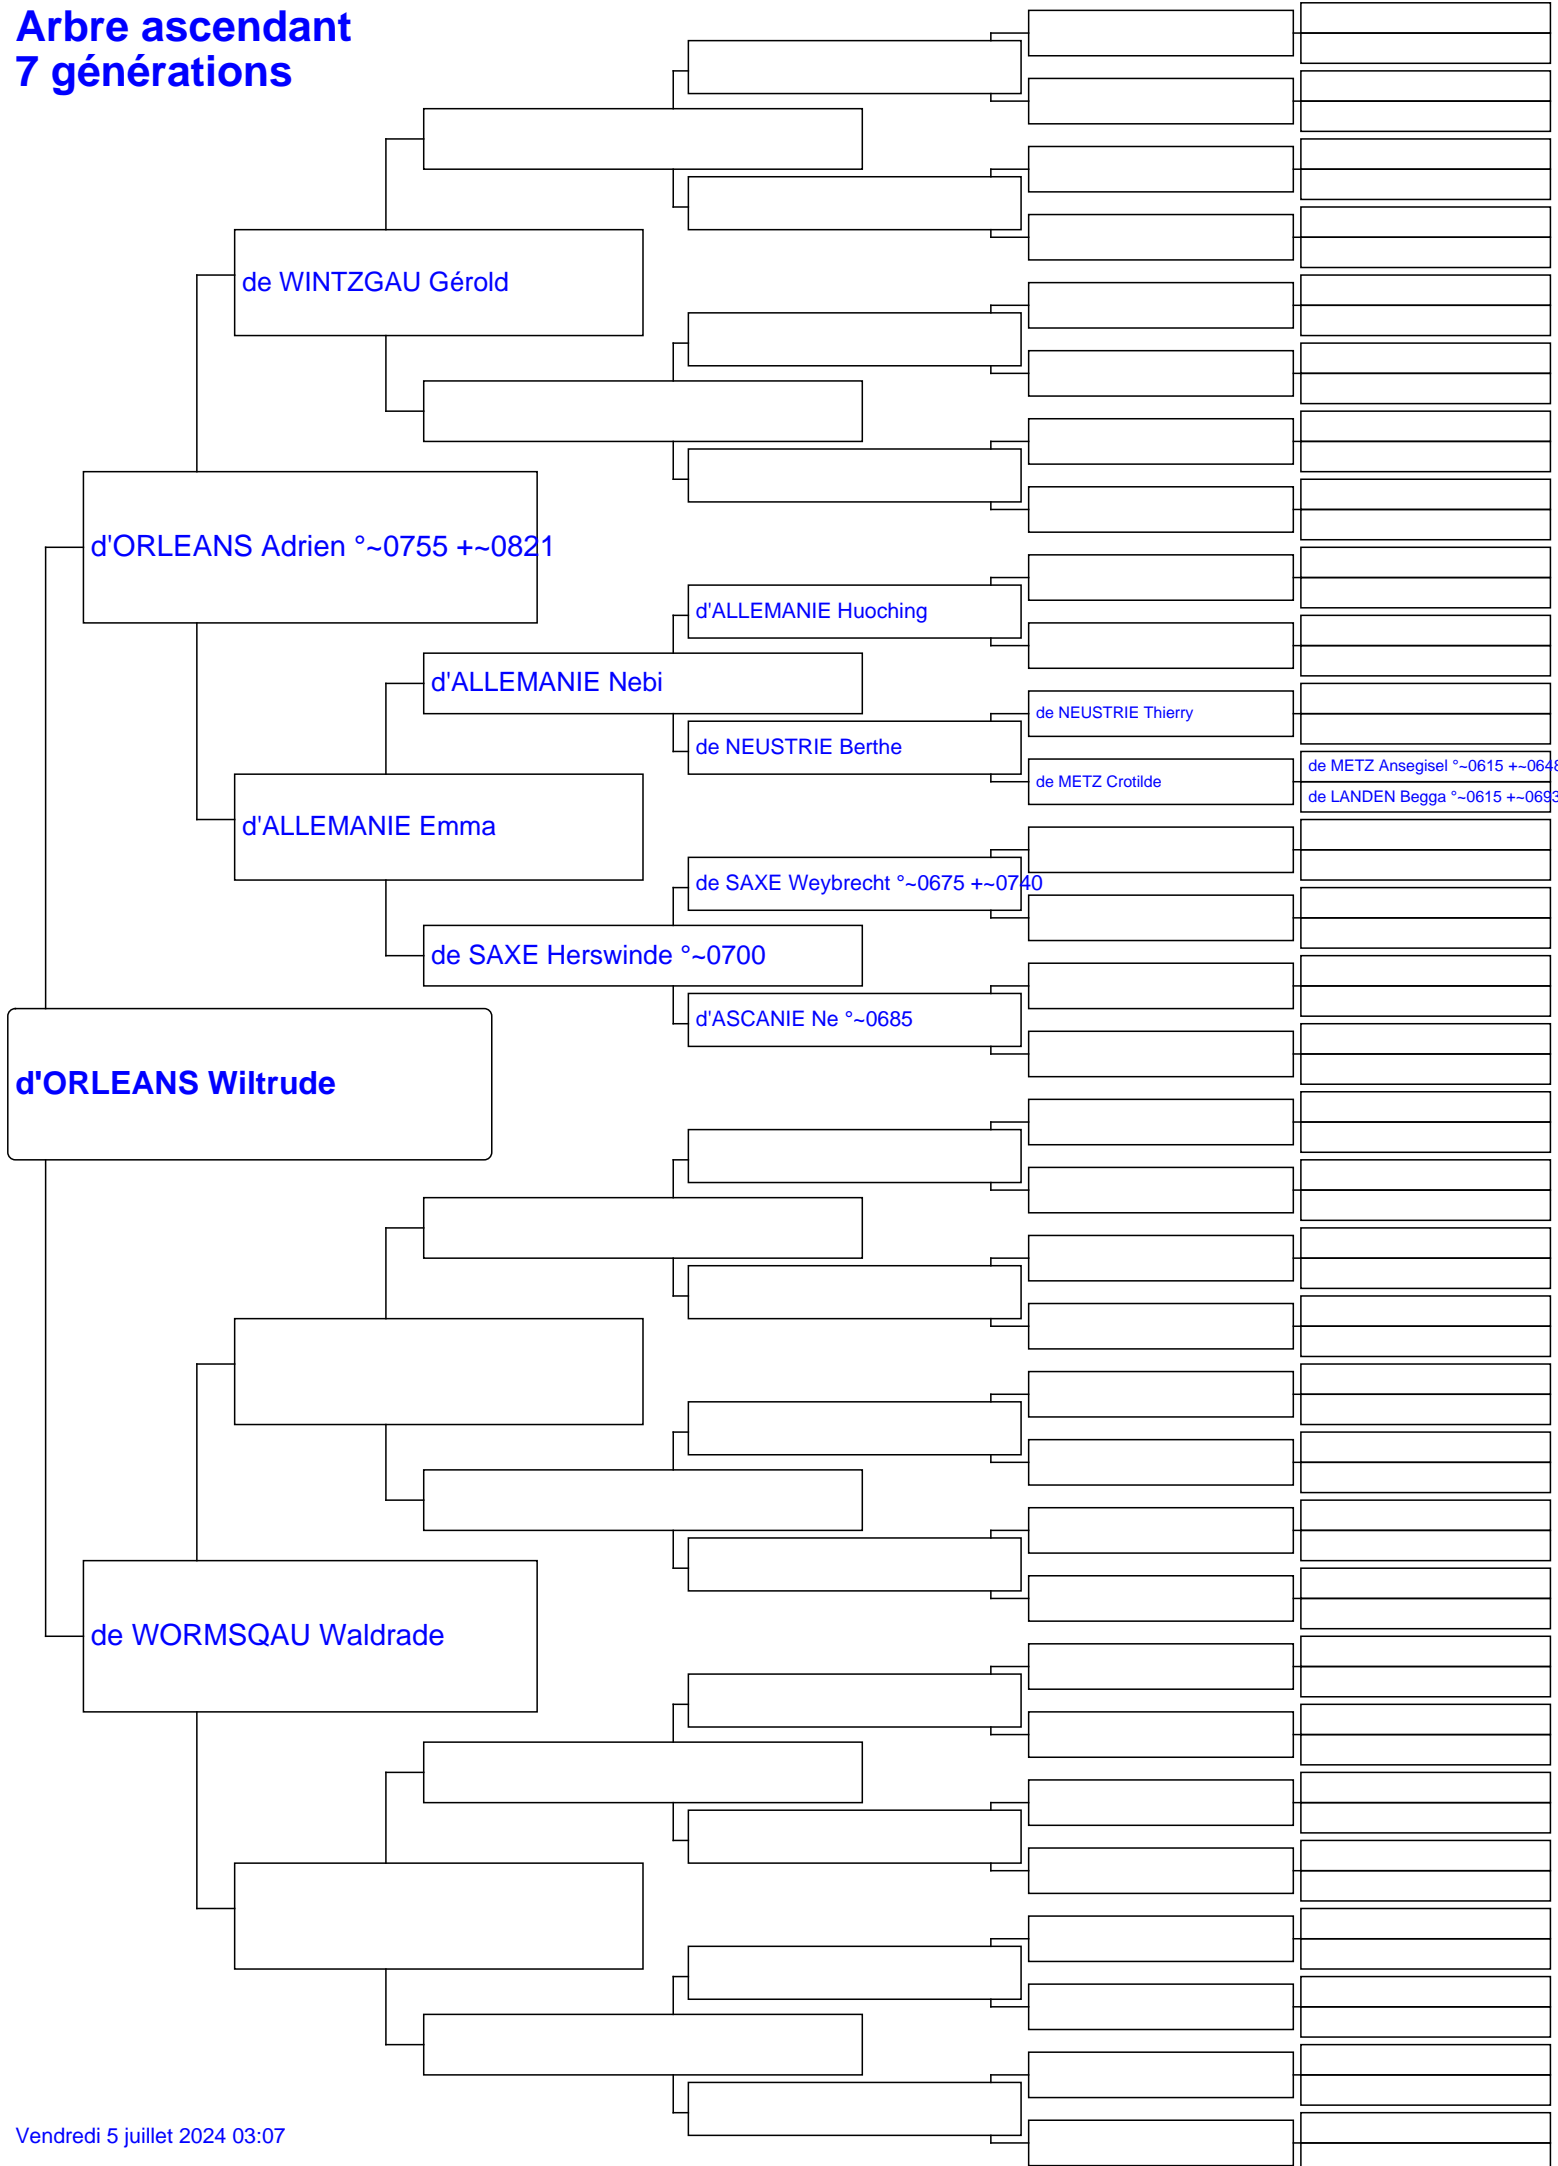 Arbre ascendant
7 générations
de WINTZGAU Gérold
d'ORLEANS Adrien °~0755 +~0821
d'ALLEMANIE Huoching
d'ALLEMANIE Nebi
de NEUSTRIE Thierry
de NEUSTRIE Berthe
de METZ Ansegisel °~0615 +~0648
de METZ Crotilde
de LANDEN Begga °~0615 +~0693
d'ALLEMANIE Emma
de SAXE Weybrecht °~0675 +~0740
de SAXE Herswinde °~0700
d'ASCANIE Ne °~0685
d'ORLEANS Wiltrude
de WORMSQAU Waldrade
Vendredi 5 juillet 2024 03:07